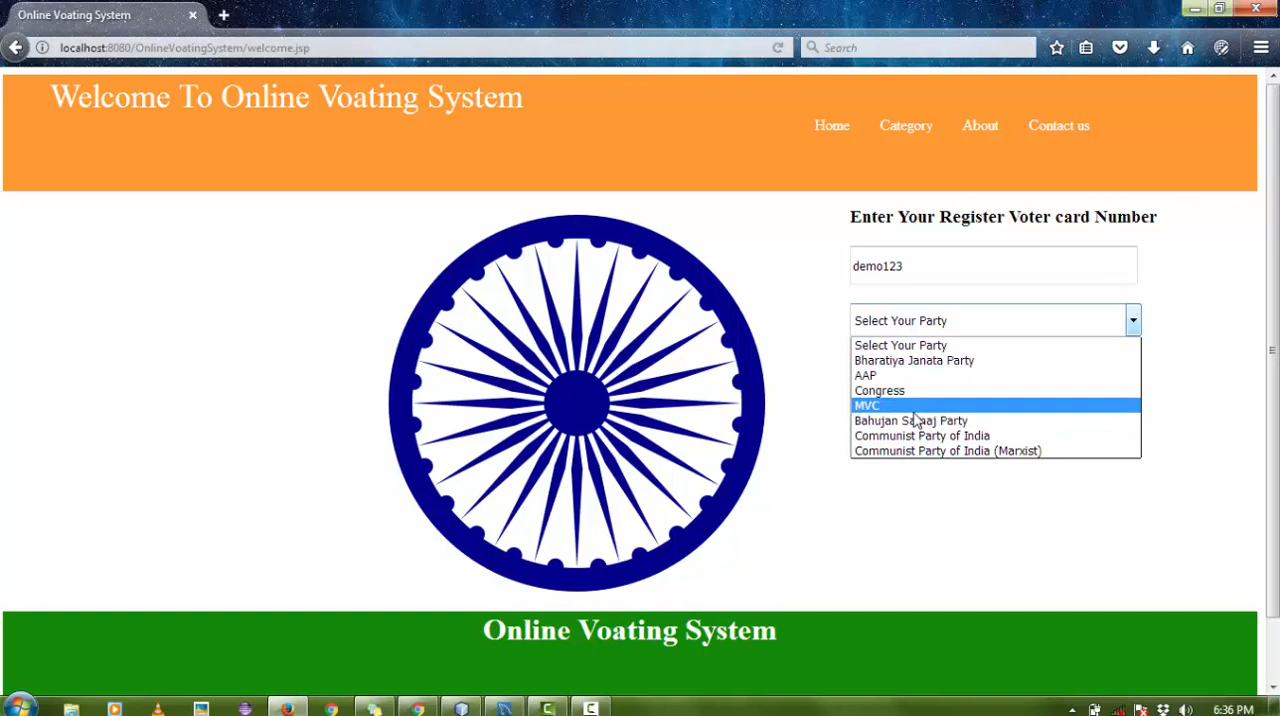 Online Voating System
localhost:8080/OnlineVoatingSystem/welcome.jsp
Search
Welcome To Online Voating System
Home Category About Contact us
Enter Your Register Voter card Number
demo123
Select Your Party
Select Your Party
Bharatiya Janata Party
AAP
Congress
MVC
Bahujan Samaj Party
Communist Party of India
Communist Party of India (Marxist)
Online Voating System
6:36 PM